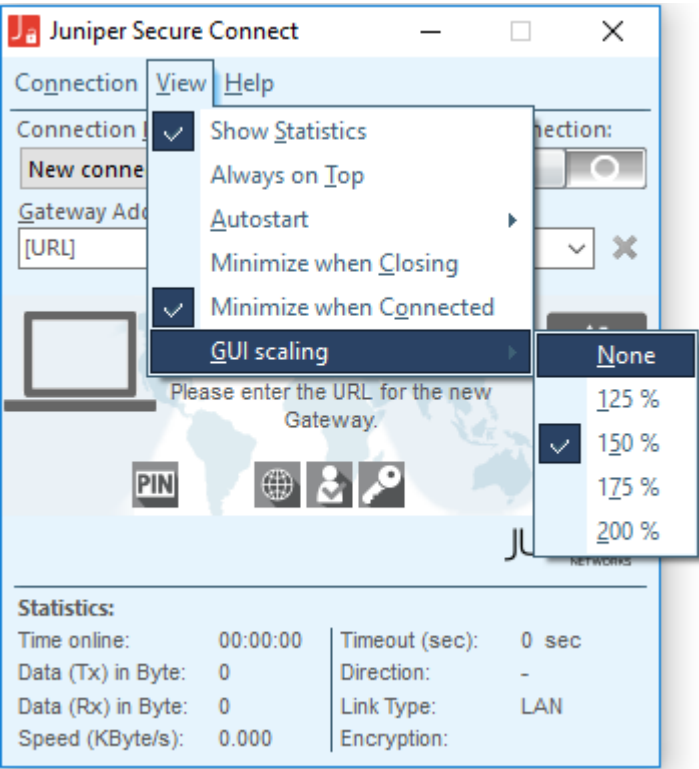 Juniper Secure Connect
Connection View Help
Connection
Show Statistics
New conne
Always on Top
Gateway Add
Autostart
[URL]
Minimize when Closing
Minimize when Connected
GUI scaling
None
125 %
150 %
175 %
200 %
Please enter the URL for the new
Gateway.
PIN
NETWORKS
Statistics:
Time online: 00:00:00 Timeout (sec): 0 sec
Data (Tx) in Byte: 0 Direction: -
Data (Rx) in Byte: 0 Link Type: LAN
Speed (KByte/s): 0.000 Encryption: